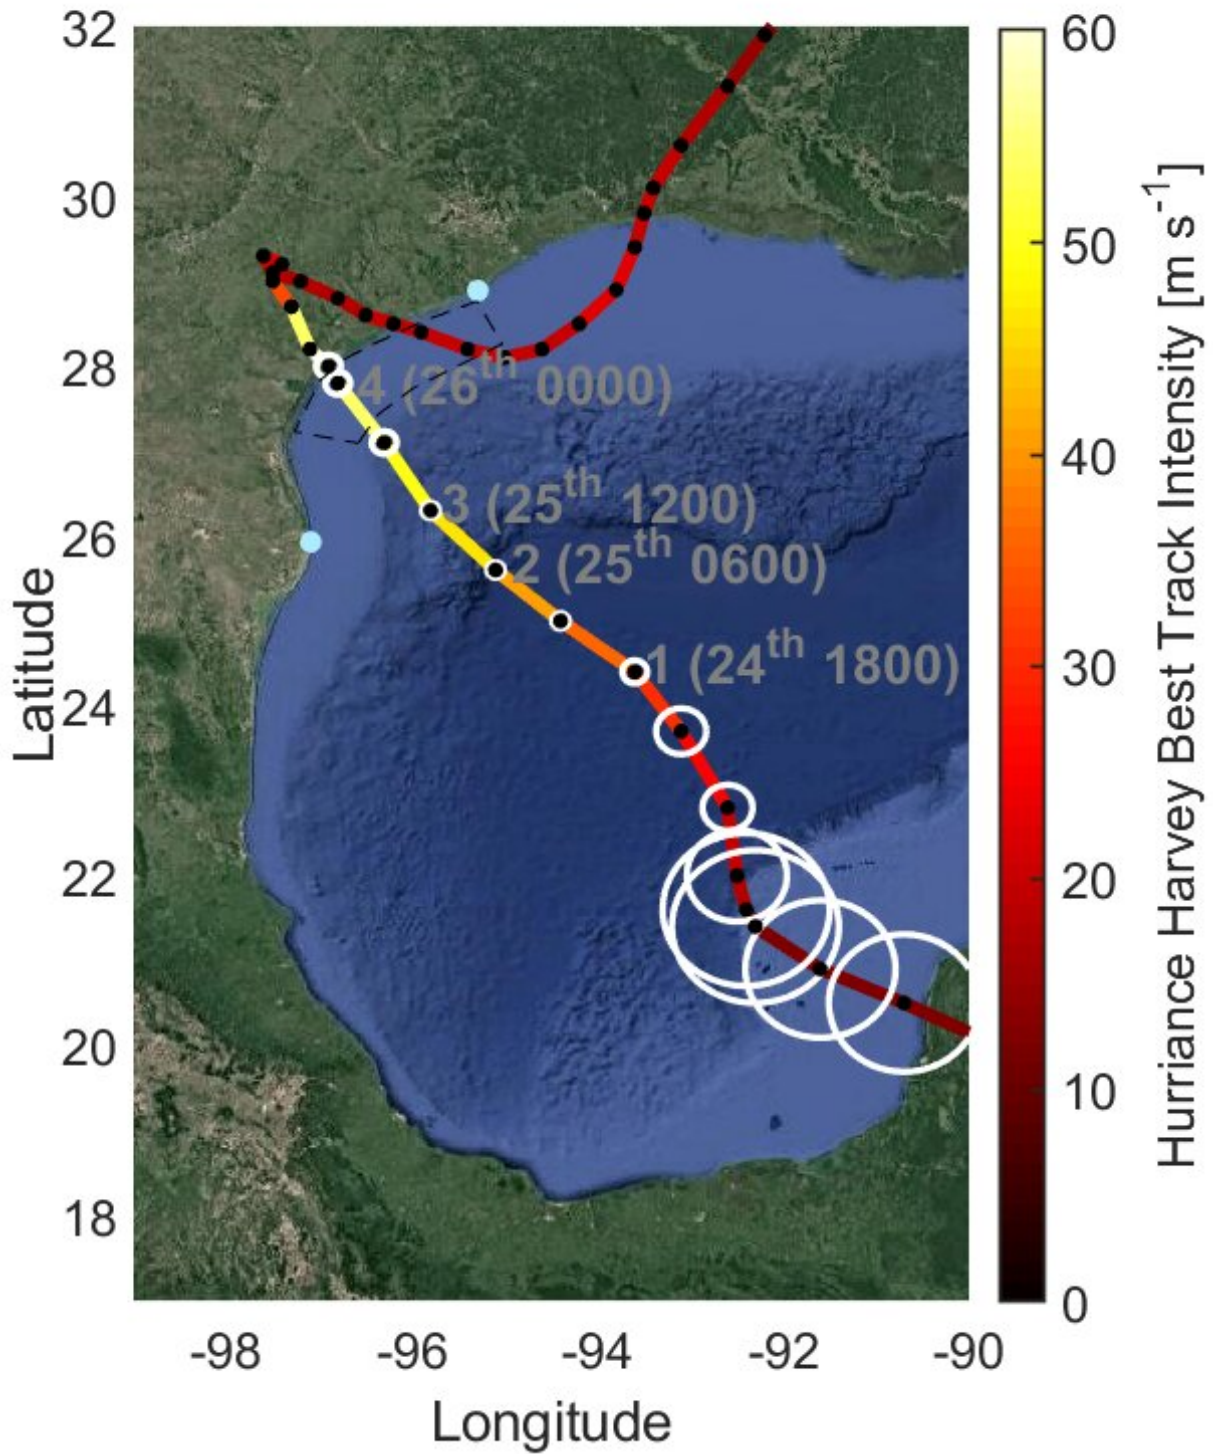 32
30
28
26
24
22
20
18
Latitude
4 (26th 0000)
3 (25th 1200)
2 (25th 0600)
1 (24th 1800)
-98 -96 -94 -92 -90
Longitude
60
50
40
30
20
10
0
Hurriance Harvey Best Track Intensity [m s-1]